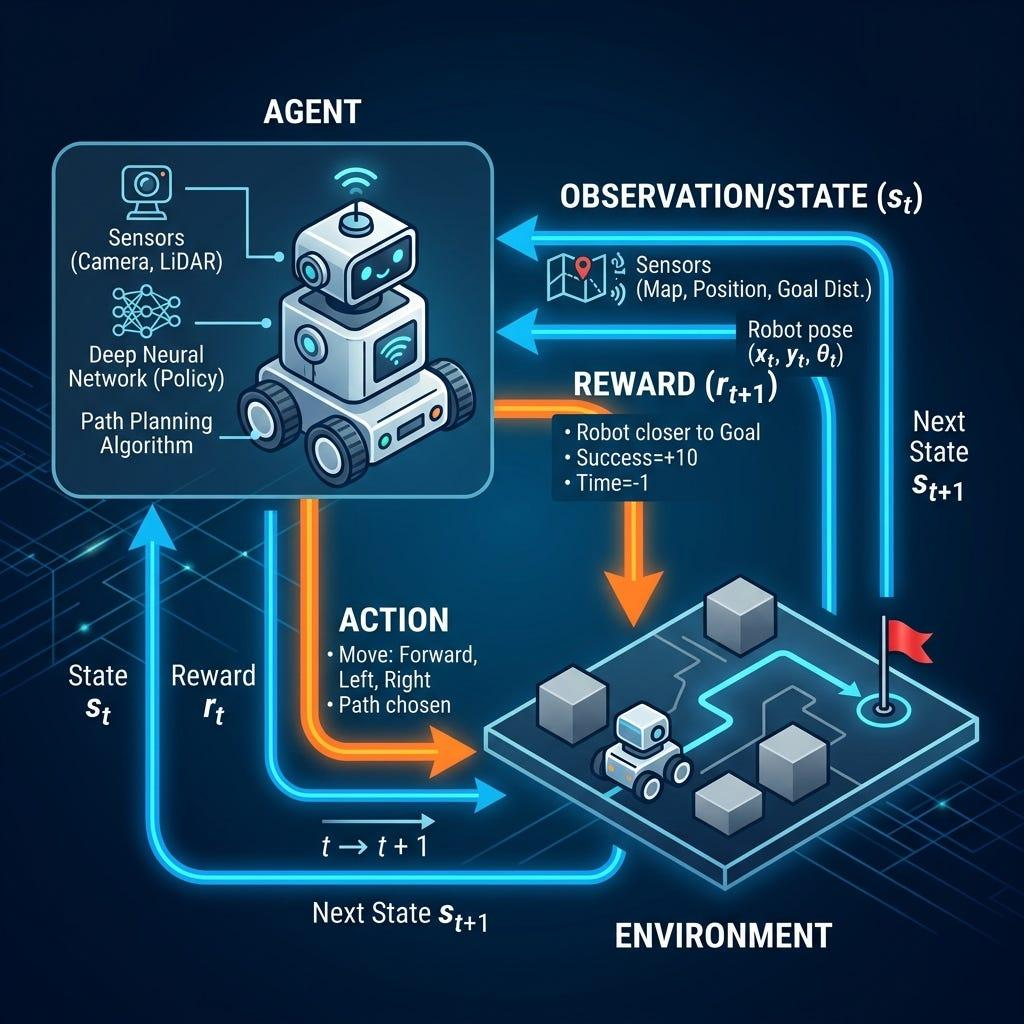 AGENT
Sensors
(Camera, LiDAR)
Deep Neural
Network (Policy)
Path Planning
Algorithm
OBSERVATION/STATE (sₜ)
Sensors
(Map, Position, Goal Dist.)
Robot pose
(xₜ, yₜ, θₜ)
REWARD (rₜ₊₁)
• Robot closer to Goal
• Success=+10
• Time=-1
Next
State
sₜ₊₁
ACTION
• Move: Forward,
Left, Right
• Path chosen
State
sₜ
Reward
rₜ
t → t + 1
Next State sₜ₊₁
ENVIRONMENT